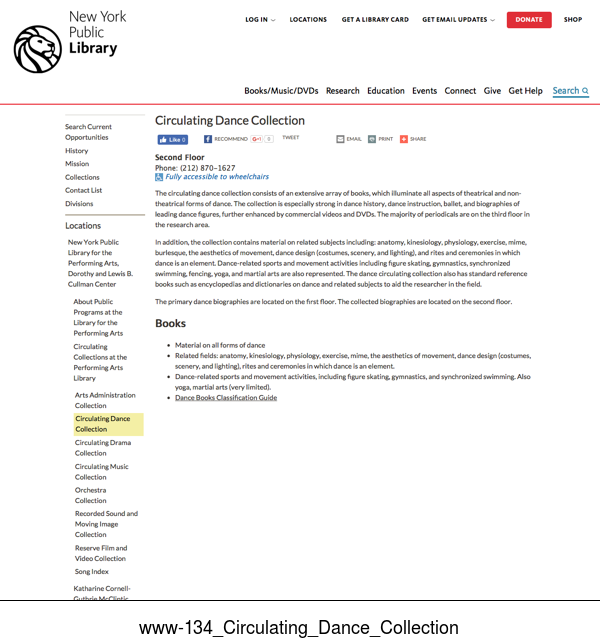 New York
Public
Library
LOG IN
LOCATIONS
GET A LIBRARY CARD
GET EMAIL UPDATES
DONATE
SHOP
Books/Music/DVDs Research Education Events Connect Give Get Help Search
Search Current
Opportunities
History
Mission
Collections
Contact List
Divisions
Locations
New York Public
Library for the
Performing Arts,
Dorothy and Lewis B.
Cullman Center
About Public
Programs at the
Library for the
Performing Arts
Circulating
Collections at the
Performing Arts
Library
Arts Administration
Collection
Circulating Dance
Collection
Circulating Drama
Collection
Circulating Music
Collection
Orchestra
Collection
Recorded Sound and
Moving Image
Collection
Reserve Film and
Video Collection
Song Index
Katharine Cornell-
Guthrie McClintic
Circulating Dance Collection
Like 0
RECOMMEND
G+1 0
TWEET
EMAIL
PRINT
SHARE
Second Floor
Phone: (212) 870-1627
Fully accessible to wheelchairs
The circulating dance collection consists of an extensive array of books, which illuminate all aspects of theatrical and non-
theatrical forms of dance. The collection is especially strong in dance history, dance instruction, ballet, and biographies of
leading dance figures, further enhanced by commercial videos and DVDs. The majority of periodicals are on the third floor in
the research area.
In addition, the collection contains material on related subjects including: anatomy, kinesiology, physiology, exercise, mime,
burlesque, the aesthetics of movement, dance design (costumes, scenery, and lighting), and rites and ceremonies in which
dance is an element. Dance-related sports and movement activities including figure skating, gymnastics, synchronized
swimming, fencing, yoga, and martial arts are also represented. The dance circulating collection also has standard reference
books such as encyclopedias and dictionaries on dance and related subjects to aid the researcher in the field.
The primary dance biographies are located on the first floor. The collected biographies are located on the second floor.
Books
• Material on all forms of dance
• Related fields: anatomy, kinesiology, physiology, exercise, mime, the aesthetics of movement, dance design (costumes,
scenery, and lighting), rites and ceremonies in which dance is an element.
• Dance-related sports and movement activities, including figure skating, gymnastics, and synchronized swimming. Also
yoga, martial arts (very limited).
• Dance Books Classification Guide
www-134_Circulating_Dance_Collection